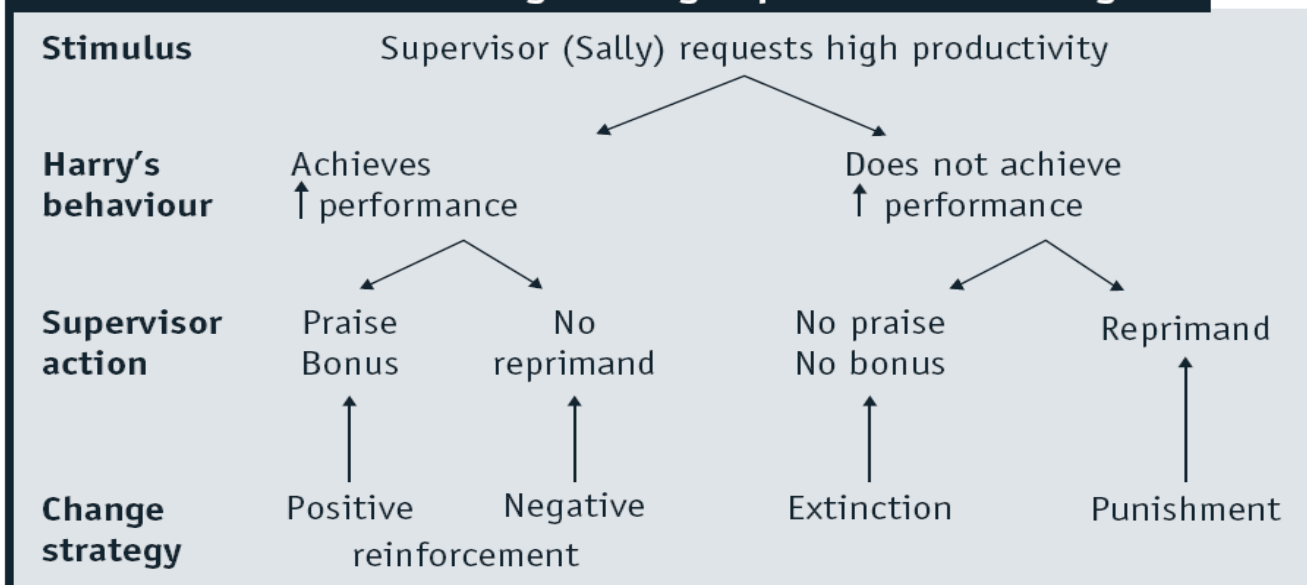 Stimulus Supervisor (Sally) requests high productivity
Harry’s Achieves Does not achieve
behaviour ↑ performance ↑ performance
Supervisor Praise No No praise Reprimand
action Bonus reprimand No bonus
Change Positive Negative Extinction Punishment
strategy reinforcement